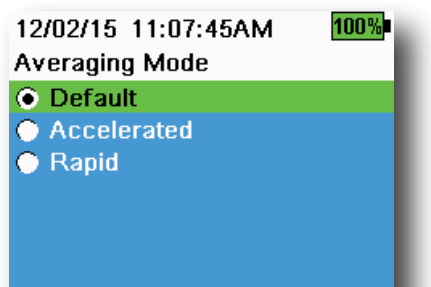 12/02/15 11:07:45AM 100%
Averaging Mode
Default
Accelerated
Rapid